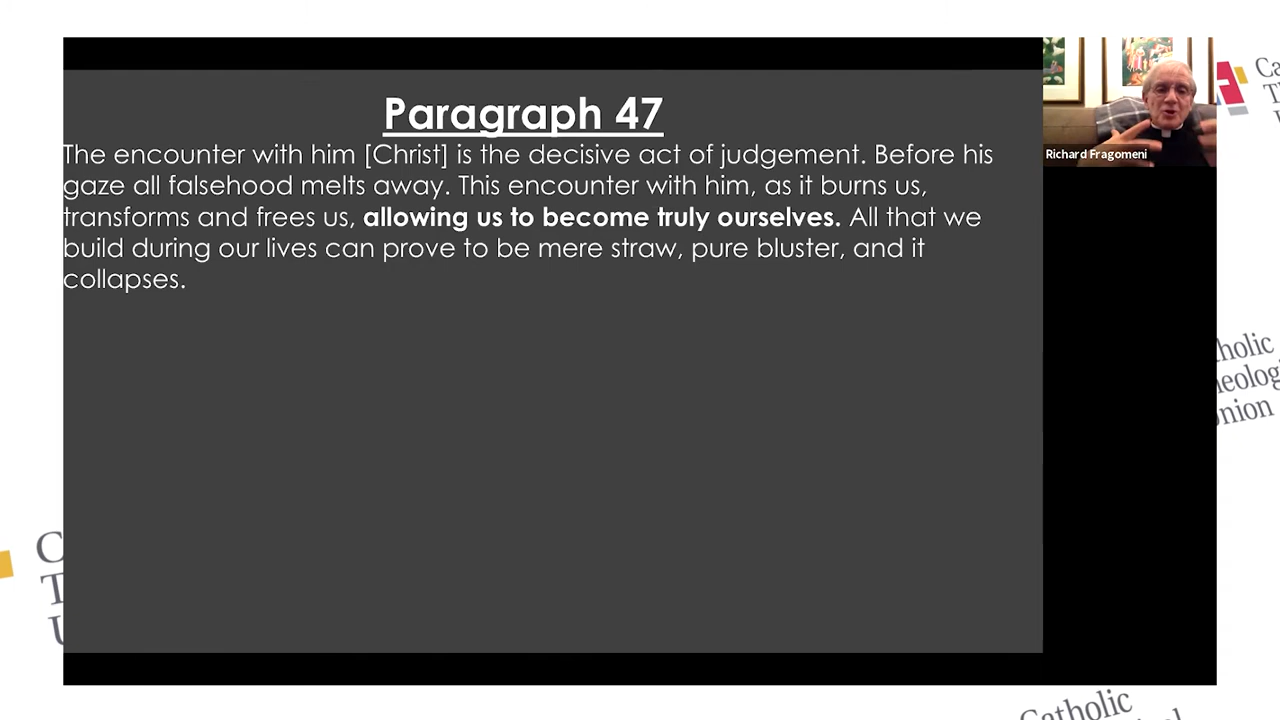 Paragraph 47
The encounter with him [Christ] is the decisive act of judgement. Before his
gaze all falsehood melts away. This encounter with him, as it burns us,
transforms and frees us, allowing us to become truly ourselves. All that we
build during our lives can prove to be mere straw, pure bluster, and it
collapses.
Richard Fragomeni
Catholic